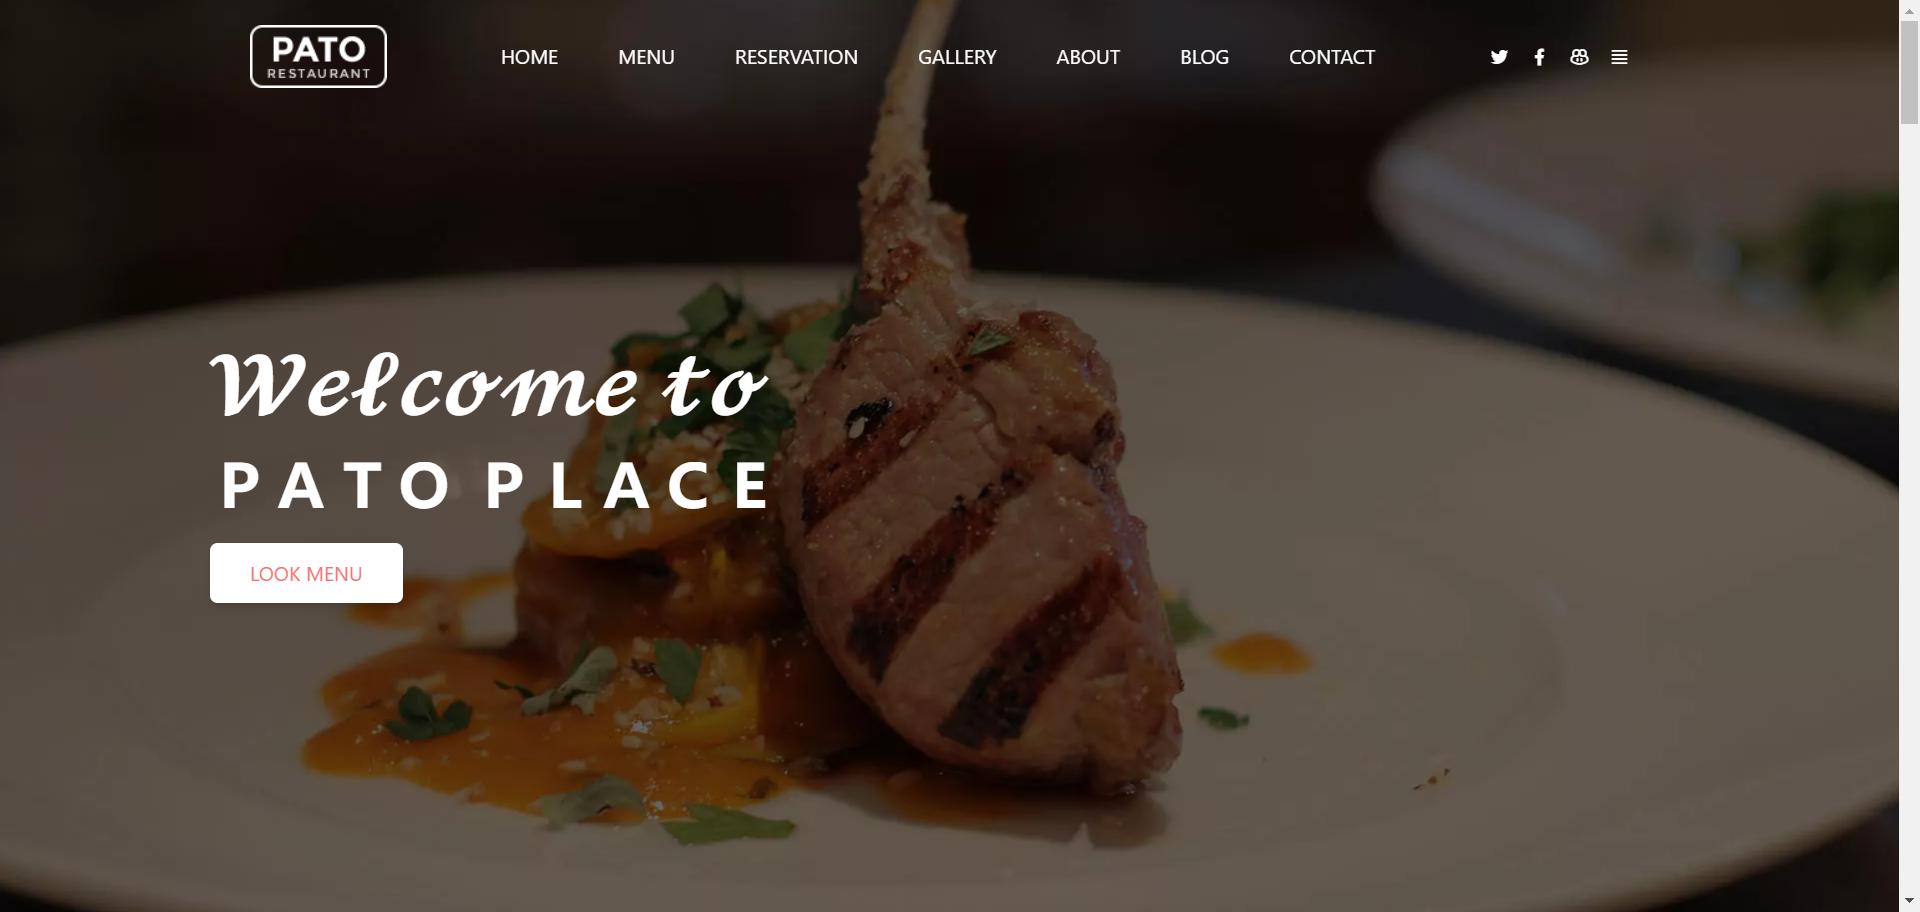 PATO
RESTAURANT
HOME MENU RESERVATION GALLERY ABOUT BLOG CONTACT
Welcome to
PATO PLACE
LOOK MENU